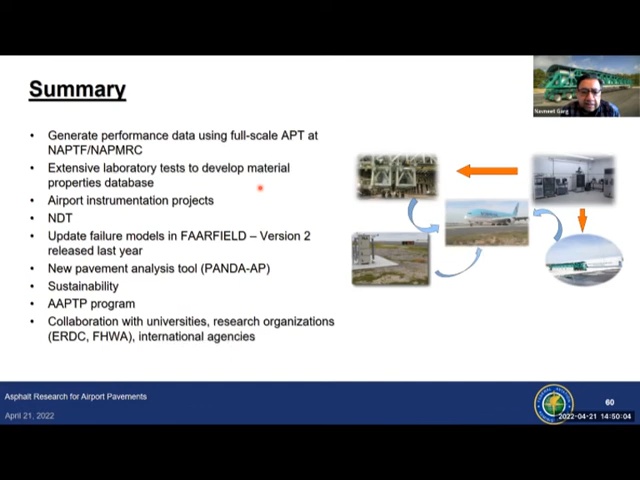 Summary
Navneet Garg
• Generate performance data using full-scale APT at
NAPTF/NAPMRC
• Extensive laboratory tests to develop material
properties database
• Airport instrumentation projects
• NDT
• Update failure models in FAARFIELD – Version 2
released last year
• New pavement analysis tool (PANDA-AP)
• Sustainability
• AAPTP program
• Collaboration with universities, research organizations
(ERDC, FHWA), international agencies
Asphalt Research for Airport Pavements
April 21, 2022
60
2022-04-21 14:50:04